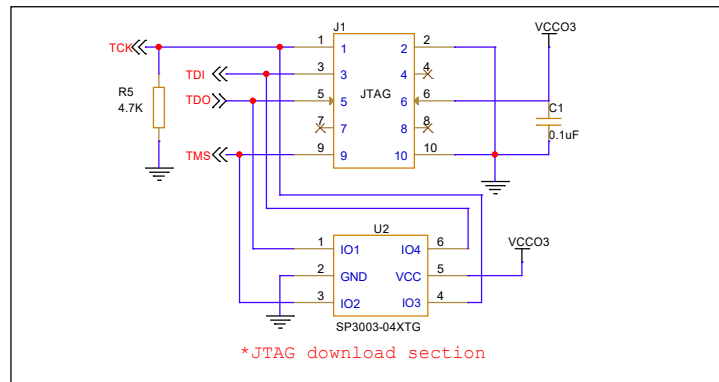 J1
VCCO3
TCK 1 1 2 2
TDI 3 3 4 4
R5 JTAG
4.7K
TDO 5 5 6 6
C1
7 7 8 8
0.1uF
TMS 9 9 10 10
U2
VCCO3
1 IO1 IO4 6
2 GND VCC 5
3 IO2 IO3 4
SP3003-04XTG
*JTAG download section